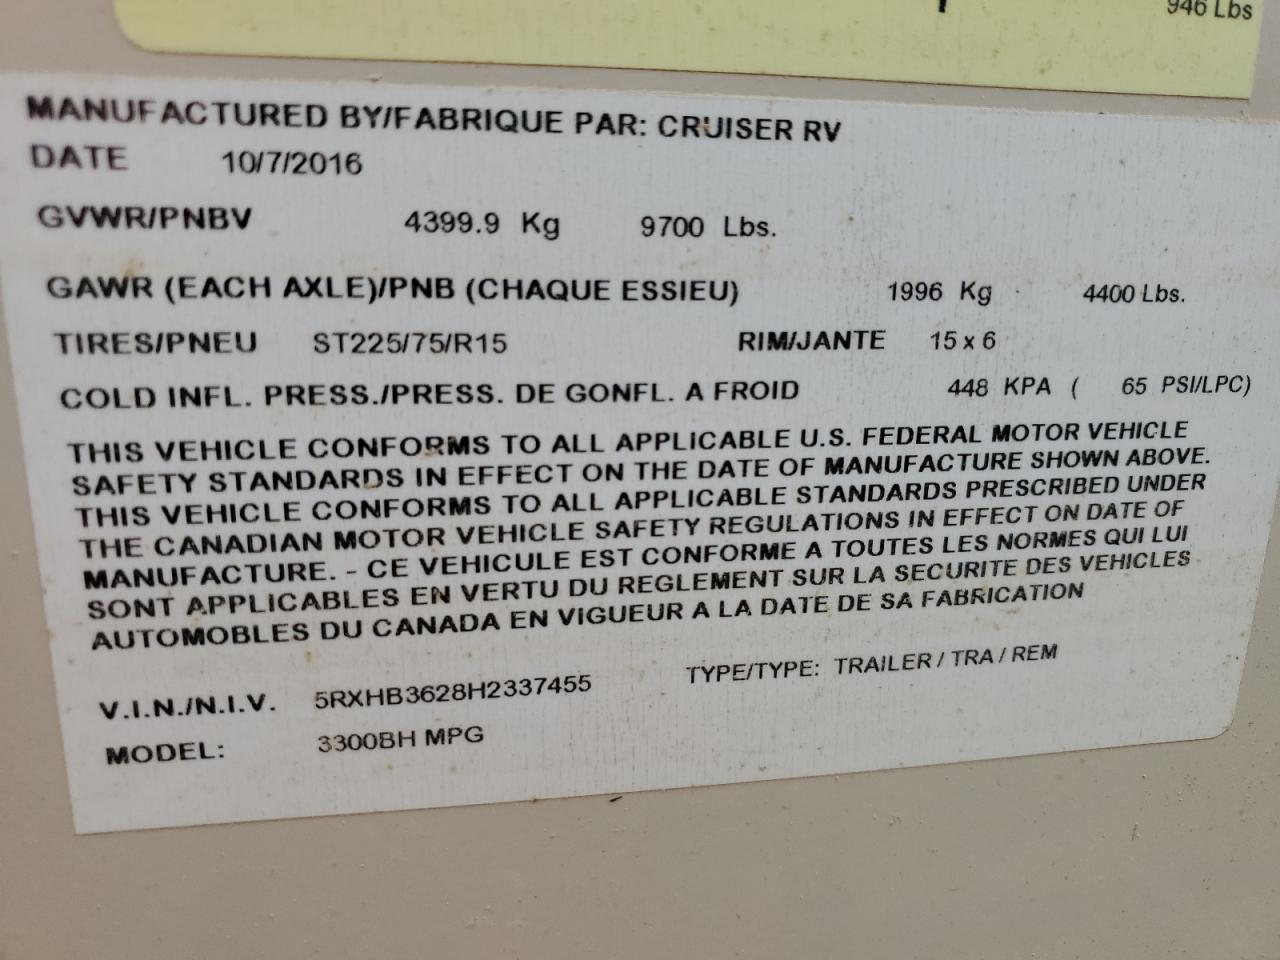 946 Lbs
MANUFACTURED BY/FABRIQUE PAR: CRUISER RV
DATE 10/7/2016
GVWR/PNBV 4399.9 Kg 9700 Lbs.
GAWR (EACH AXLE)/PNB (CHAQUE ESSIEU) 1996 Kg 4400 Lbs.
TIRES/PNEU ST225/75/R15 RIM/JANTE 15 x 6
COLD INFL. PRESS./PRESS. DE GONFL. A FROID 448 KPA ( 65 PSI/LPC)
THIS VEHICLE CONFORMS TO ALL APPLICABLE U.S. FEDERAL MOTOR VEHICLE
SAFETY STANDARDS IN EFFECT ON THE DATE OF MANUFACTURE SHOWN ABOVE.
THIS VEHICLE CONFORMS TO ALL APPLICABLE STANDARDS PRESCRIBED UNDER
THE CANADIAN MOTOR VEHICLE SAFETY REGULATIONS IN EFFECT ON DATE OF
MANUFACTURE. - CE VEHICULE EST CONFORME A TOUTES LES NORMES QUI LUI
SONT APPLICABLES EN VERTU DU REGLEMENT SUR LA SECURITE DES VEHICLES
AUTOMOBLES DU CANADA EN VIGUEUR A LA DATE DE SA FABRICATION
V.I.N./N.I.V. 5RXHB3628H2337455 TYPE/TYPE: TRAILER / TRA / REM
MODEL: 3300BH MPG